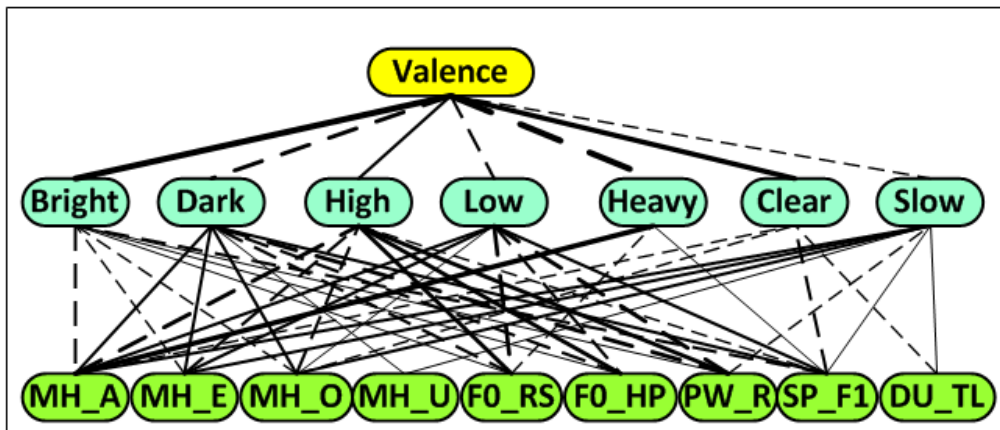 Valence
Bright Dark High Low Heavy Clear Slow
MH_A MH_E MH_O MH_U F0_RS F0_HP PW_R SP_F1 DU_TL